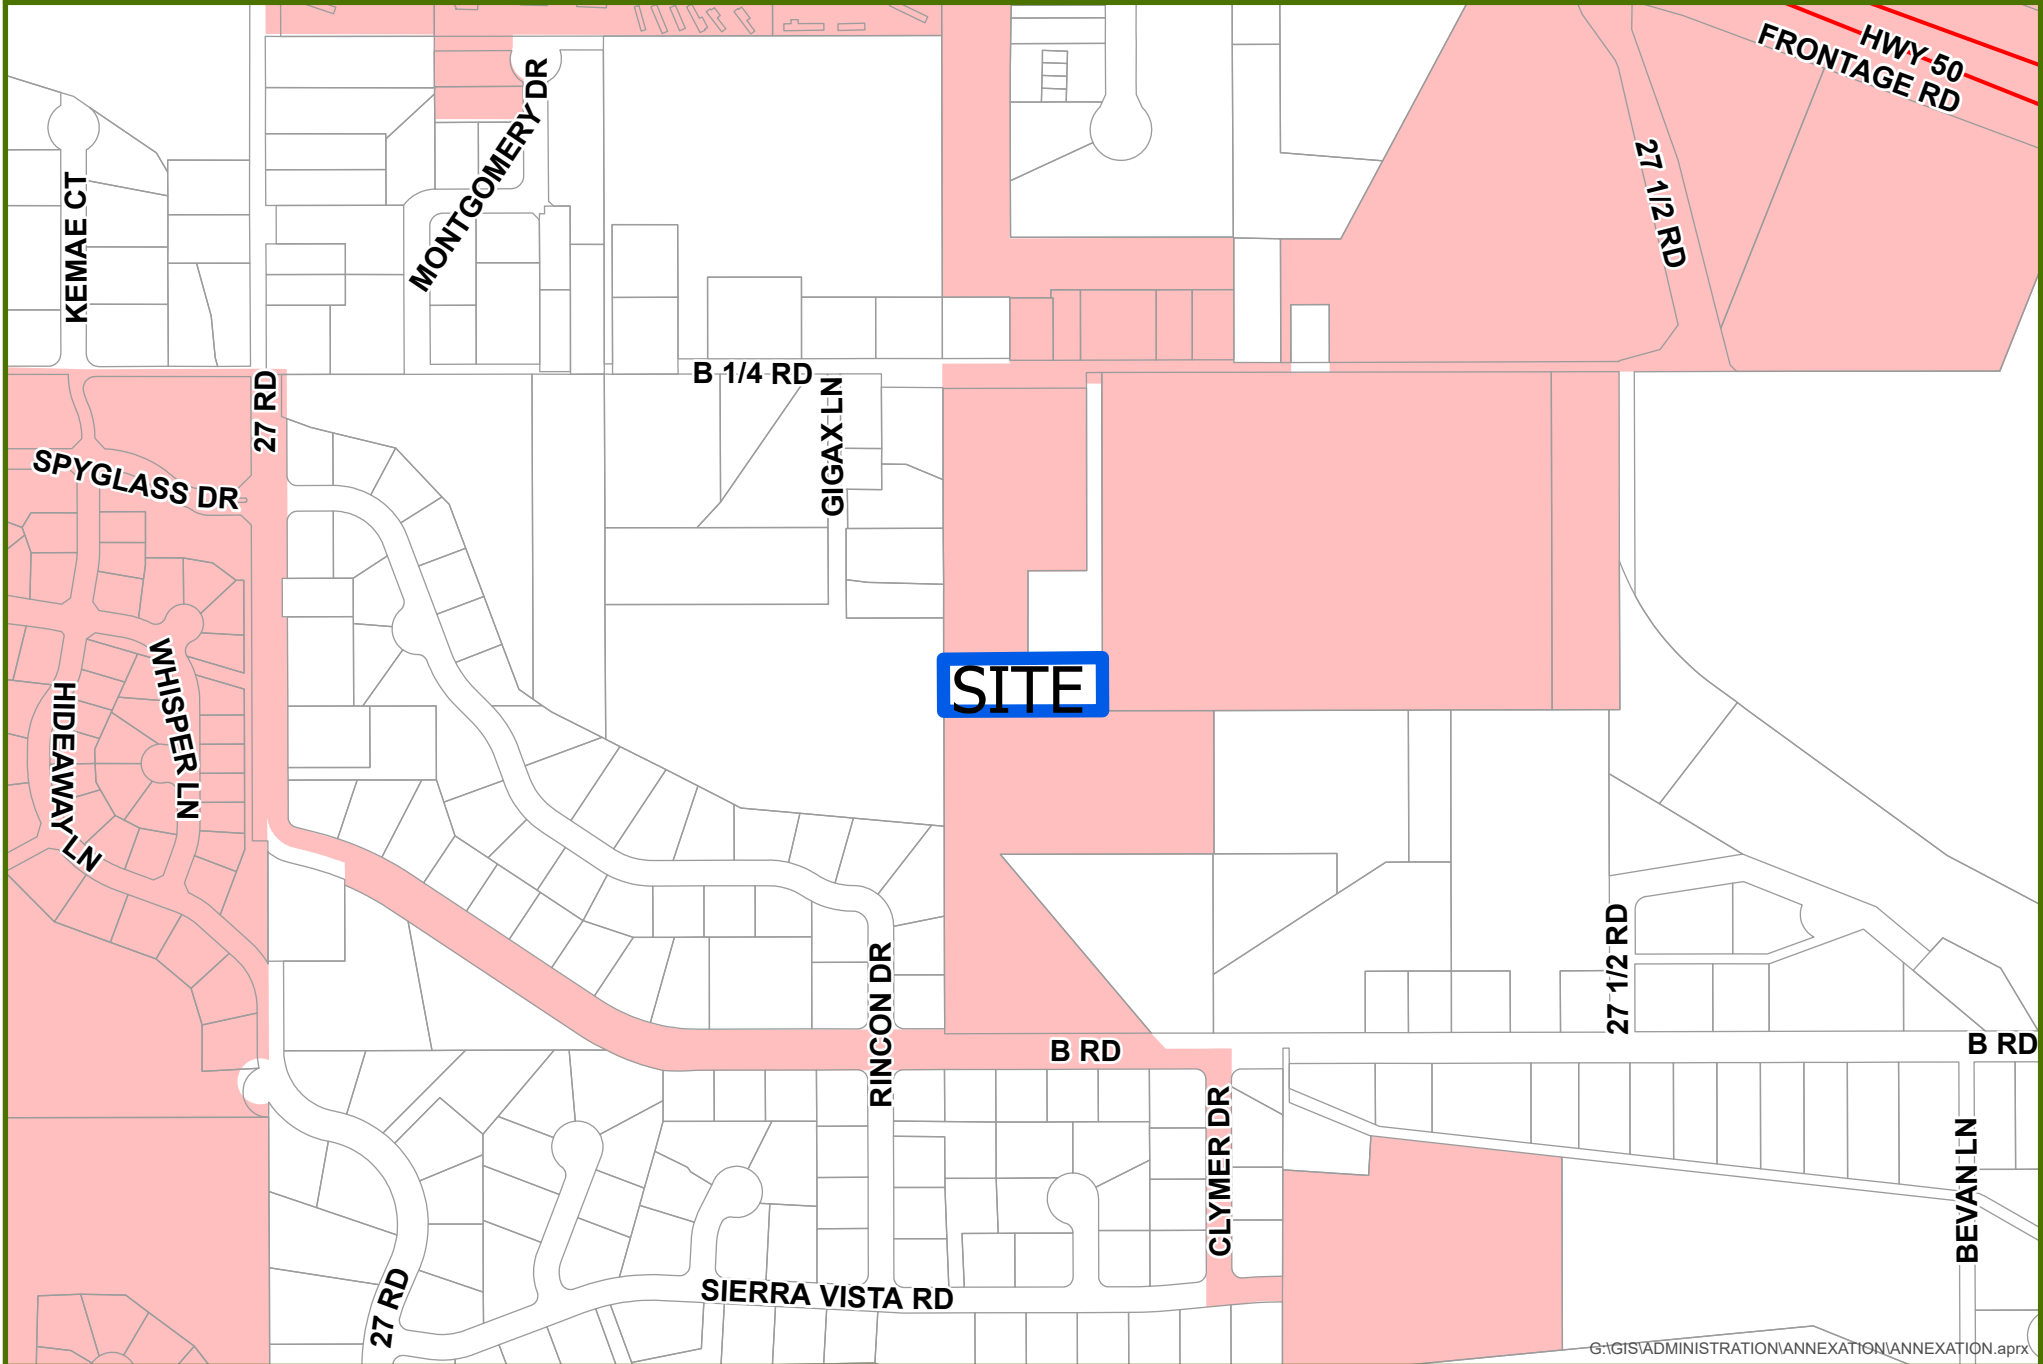 HWY 50
FRONTAGE RD
27 1/2 RD
MONTGOMERY DR
KEMAE CT
B 1/4 RD
27 RD
GIGAX LN
SPYGLASS DR
WHISPER LN
HIDEAWAY LN
SITE
RINCON DR
27 1/2 RD
B RD
B RD
CLYMER DR
BEVAN LN
27 RD
SIERRA VISTA RD
G:\GIS\ADMINISTRATION\ANNEXATION\ANNEXATION.aprx